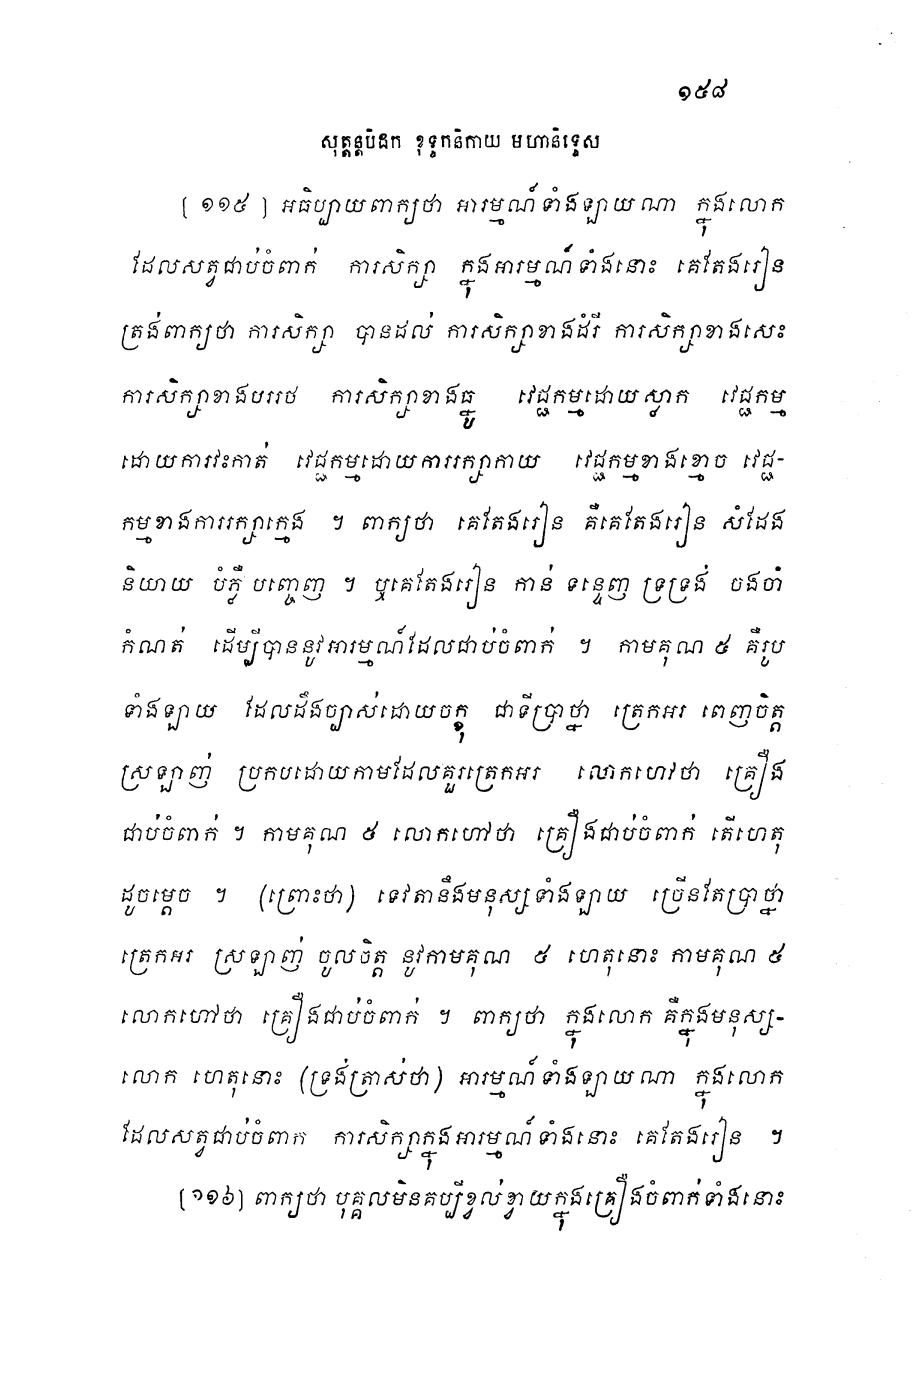 ១៥៨
សុត្តន្តបិដក ខុទ្ទកនិកាយ មហានិទ្ទេស
[ ១១៥ ] អធិប្បាយពាក្យថា អារម្មណ៍ទាំងឡាយណា ក្នុងលោក
ដែលសត្វជាប់ចំពាក់ ការសិក្សា ក្នុងអារម្មណ៍ទាំងនោះ គេតែងរៀន
ត្រង់ពាក្យថា ការសិក្សា បានដល់ ការសិក្សាខាងដំរី ការសិក្សាខាងសេះ
ការសិក្សាខាងបររថ ការសិក្សាខាងធ្នូ វេជ្ជកម្មដោយស្លាក វេជ្ជកម្ម
ដោយការវះកាត់ វេជ្ជកម្មដោយការរក្សាកាយ វេជ្ជកម្មខាងខ្មោច វេជ្ជ-
កម្មខាងការរក្សាក្មេង ។ ពាក្យថា គេតែងរៀន គឺគេតែងរៀន សំដែង
និយាយ បំភ្លឺ បញ្ចេញ ។ ឬគេតែងរៀន កាន់ ទន្ទេញ ទ្រទ្រង់ ចងចាំ
កំណត់ ដើម្បីបាននូវអារម្មណ៍ដែលជាប់ចំពាក់ ។ កាមគុណ ៥ គឺរូប
ទាំងឡាយ ដែលដឹងច្បាស់ដោយចក្ខុ ជាទីប្រាថ្នា ត្រេកអរ ពេញចិត្ត
ស្រឡាញ់ ប្រកបដោយកាមដែលគួរត្រេកអរ លោកហៅថា គ្រឿង
ជាប់ចំពាក់ ។ កាមគុណ ៥ លោកហៅថា គ្រឿងជាប់ចំពាក់ តើហេតុ
ដូចម្តេច ។ (ព្រោះថា) ទេវតានឹងមនុស្សទាំងឡាយ ច្រើនតែប្រាថ្នា
ត្រេកអរ ស្រឡាញ់ ចូលចិត្ត នូវកាមគុណ ៥ ហេតុនោះ កាមគុណ ៥
លោកហៅថា គ្រឿងជាប់ចំពាក់ ។ ពាក្យថា ក្នុងលោក គឺក្នុងមនុស្ស-
លោក ហេតុនោះ (ទ្រង់ត្រាស់ថា) អារម្មណ៍ទាំងឡាយណា ក្នុងលោក
ដែលសត្វជាប់ចំពាក់ ការសិក្សាក្នុងអារម្មណ៍ទាំងនោះ គេតែងរៀន ។
[១១៦] ពាក្យថា បុគ្គលមិនគប្បីខ្វល់ខ្វាយក្នុងគ្រឿងចំពាក់ទាំងនោះ